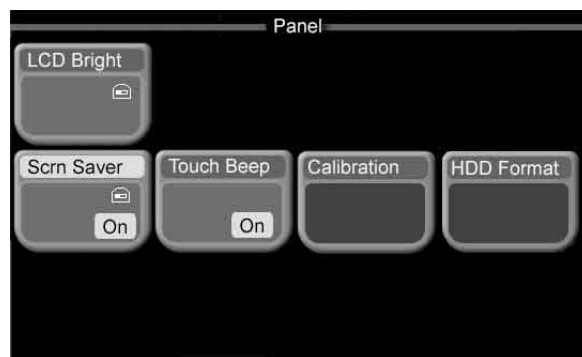 Panel
LCD Bright
Scrn Saver
On
Touch Beep
On
Calibration
HDD Format